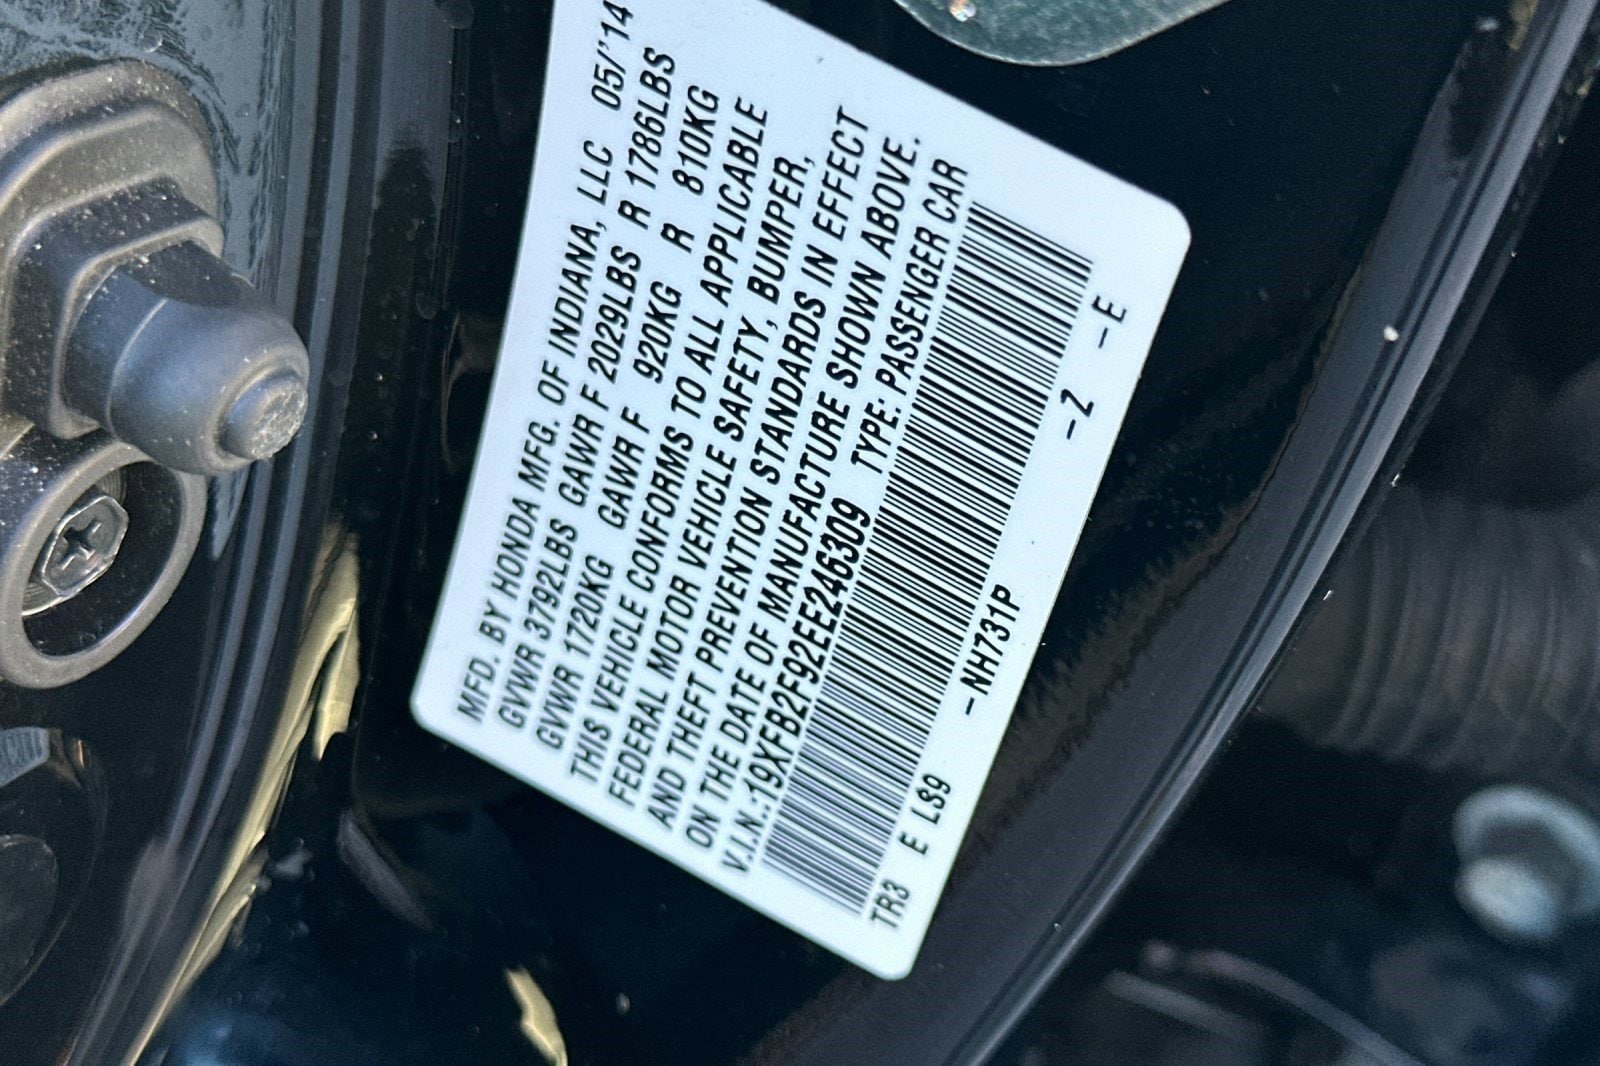 MFD. BY HONDA MFG. OF INDIANA, LLC 05/'14
GVWR 3792LBS GAWR F 2029LBS R 1786LBS
GVWR 1720KG GAWR F 920KG R 810KG
THIS VEHICLE CONFORMS TO ALL APPLICABLE
FEDERAL MOTOR VEHICLE SAFETY, BUMPER,
AND THEFT PREVENTION STANDARDS IN EFFECT
ON THE DATE OF MANUFACTURE SHOWN ABOVE.
V.I.N.:19XFB2F92EE246309 TYPE: PASSENGER CAR
TR3 E LS9 -NH731P -Z -E